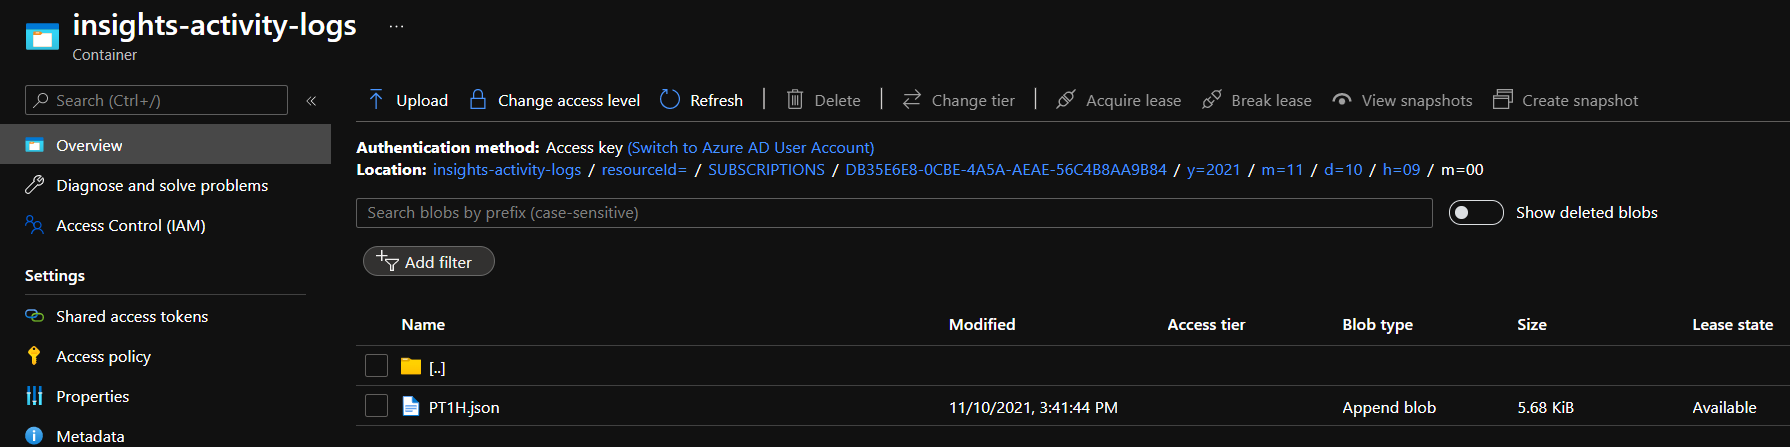 insights-activity-logs ...
Container
Search (Ctrl+/) «
Upload Change access level Refresh Delete Change tier Acquire lease Break lease View snapshots Create snapshot
Overview
Diagnose and solve problems
Access Control (IAM)
Settings
Shared access tokens
Access policy
Properties
Metadata
Authentication method: Access key (Switch to Azure AD User Account)
Location: insights-activity-logs / resourceId= / SUBSCRIPTIONS / DB35E6E8-0CBE-4A5A-AEAE-56C4B8AA9B84 / y=2021 / m=11 / d=10 / h=09 / m=00
Search blobs by prefix (case-sensitive) Show deleted blobs
Add filter
Name Modified Access tier Blob type Size Lease state
[..]
PT1H.json 11/10/2021, 3:41:44 PM Append blob 5.68 KiB Available